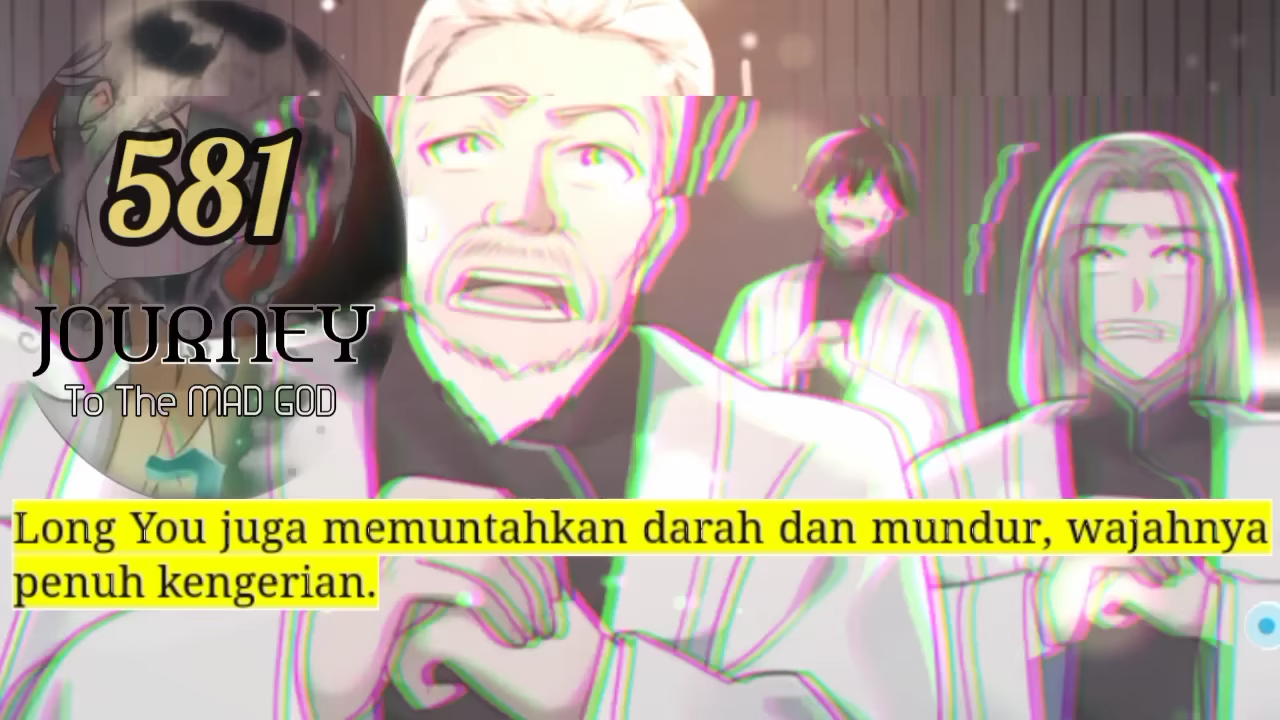 581
JOURNEY
To The MAD GOD
Long You juga memuntahkan darah dan mundur, wajahnya
penuh kengerian.